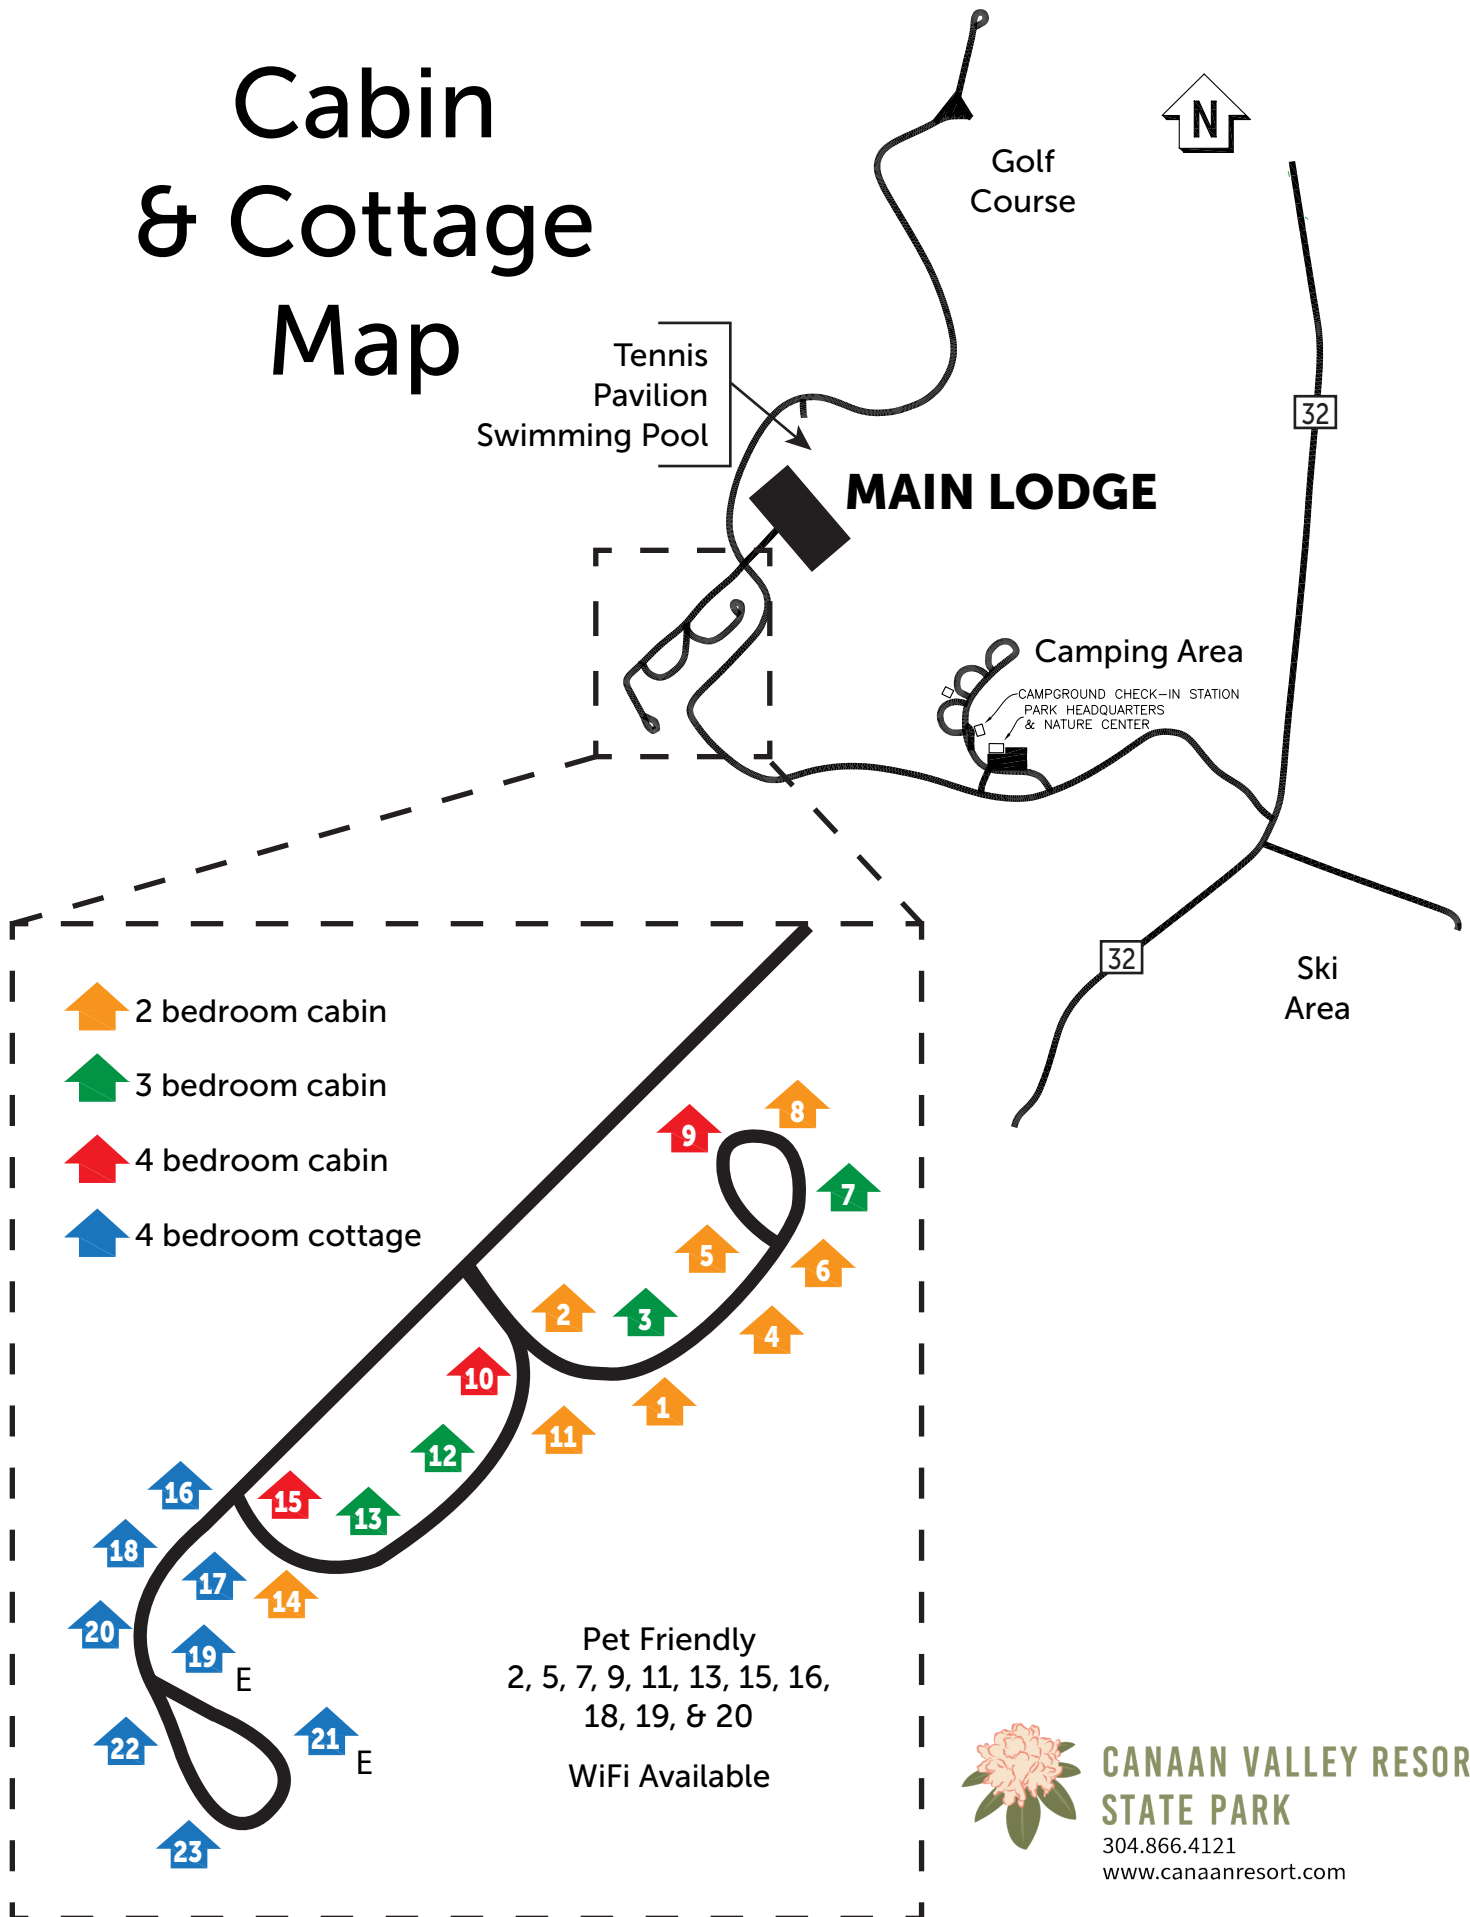 Cabin
& Cottage
Map
N
Golf
Course
32
Tennis
Pavilion
Swimming Pool
MAIN LODGE
Camping Area
CAMPGROUND CHECK-IN STATION
PARK HEADQUARTERS
& NATURE CENTER
32
Ski
Area
2 bedroom cabin
3 bedroom cabin
4 bedroom cabin
4 bedroom cottage
8
9
7
5
6
2
3
4
10
1
11
12
15
13
16
18
17
14
20
19
E
22
21
E
23
Pet Friendly
2, 5, 7, 9, 11, 13, 15, 16,
18, 19, & 20
WiFi Available
CANAAN VALLEY RESOR
STATE PARK
304.866.4121
www.canaanresort.com